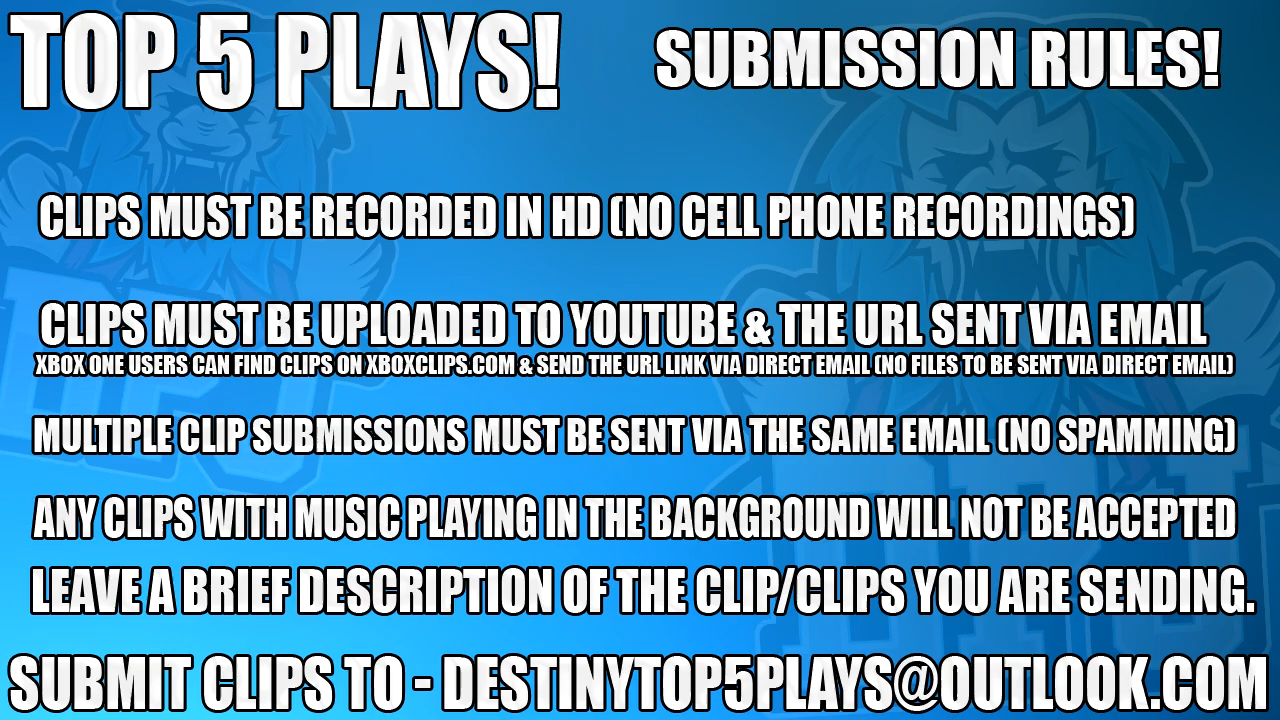 TOP 5 PLAYS!
SUBMISSION RULES!
CLIPS MUST BE RECORDED IN HD (NO CELL PHONE RECORDINGS)
CLIPS MUST BE UPLOADED TO YOUTUBE & THE URL SENT VIA EMAIL
XBOX ONE USERS CAN FIND CLIPS ON XBOXCLIPS.COM & SEND THE URL LINK VIA DIRECT EMAIL (NO FILES TO BE SENT VIA DIRECT EMAIL)
MULTIPLE CLIP SUBMISSIONS MUST BE SENT VIA THE SAME EMAIL (NO SPAMMING)
ANY CLIPS WITH MUSIC PLAYING IN THE BACKGROUND WILL NOT BE ACCEPTED
LEAVE A BRIEF DESCRIPTION OF THE CLIP/CLIPS YOU ARE SENDING.
SUBMIT CLIPS TO - DESTINYTOP5PLAYS@OUTLOOK.COM